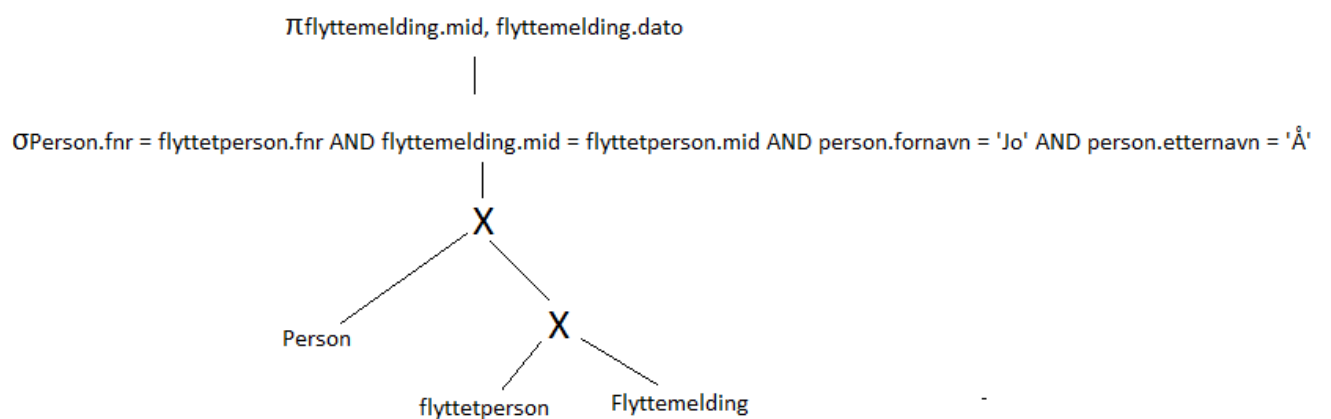 πflyttemelding.mid, flyttemelding.dato
σPerson.fnr = flyttetperson.fnr AND flyttemelding.mid = flyttetperson.mid AND person.fornavn = 'Jo' AND person.etternavn = 'Å'
X
Person
X
flyttetperson
Flyttemelding
-